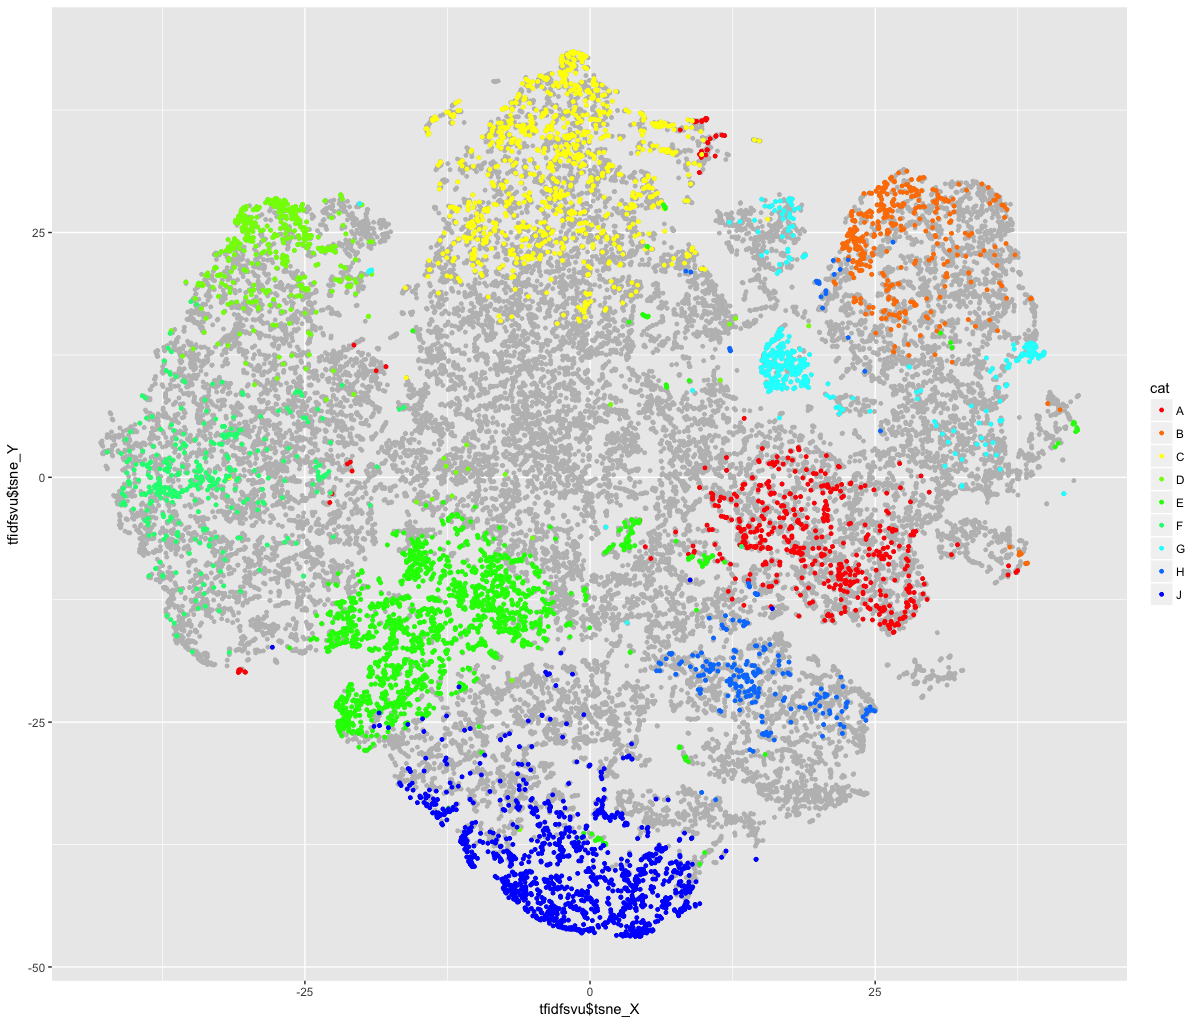 25
0
-25
-50
tfidfsvu$tsne_Y
-25
0
25
tfidfsvu$tsne_X
cat
A
B
C
D
E
F
G
H
J